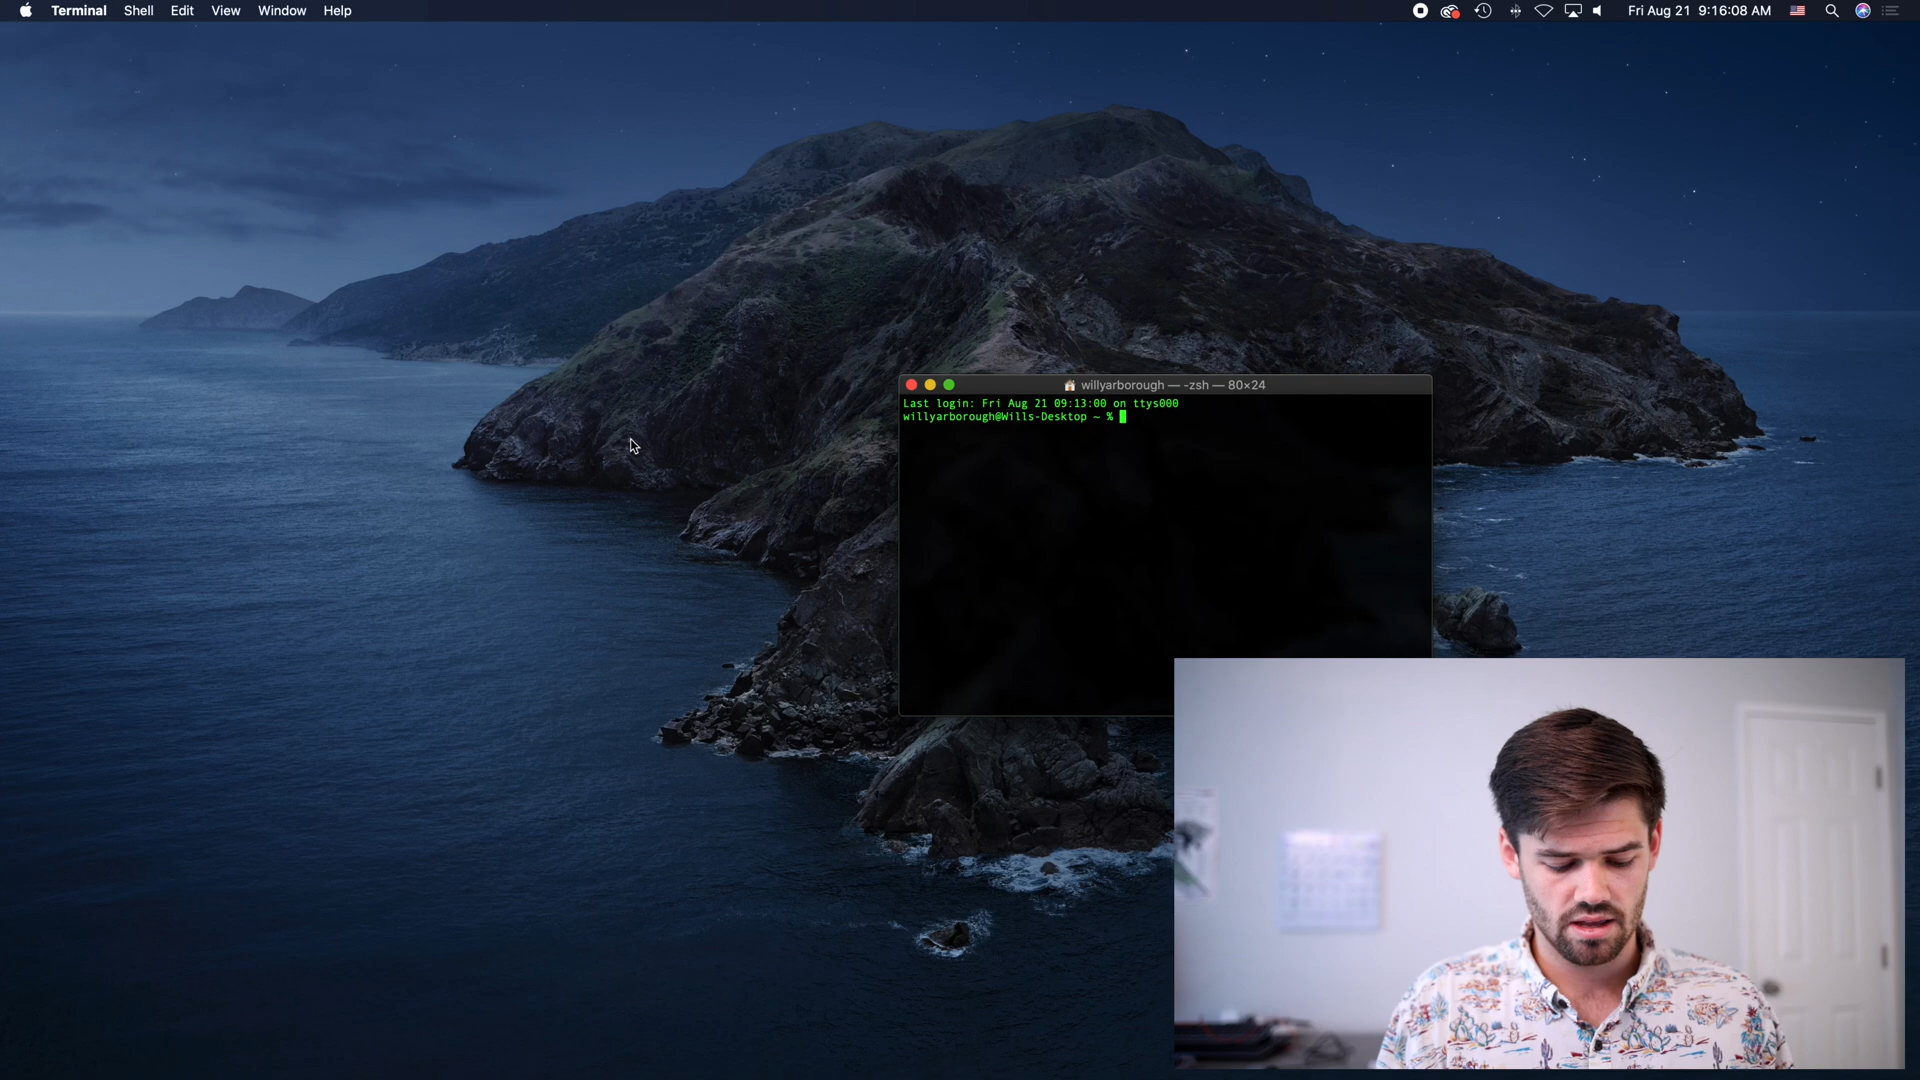 Terminal Shell Edit View Window Help Fri Aug 21 9:16:08 AM
willyarborough — -zsh — 80×24
Last login: Fri Aug 21 09:13:00 on ttys000
willyarborough@Wills-Desktop ~ %